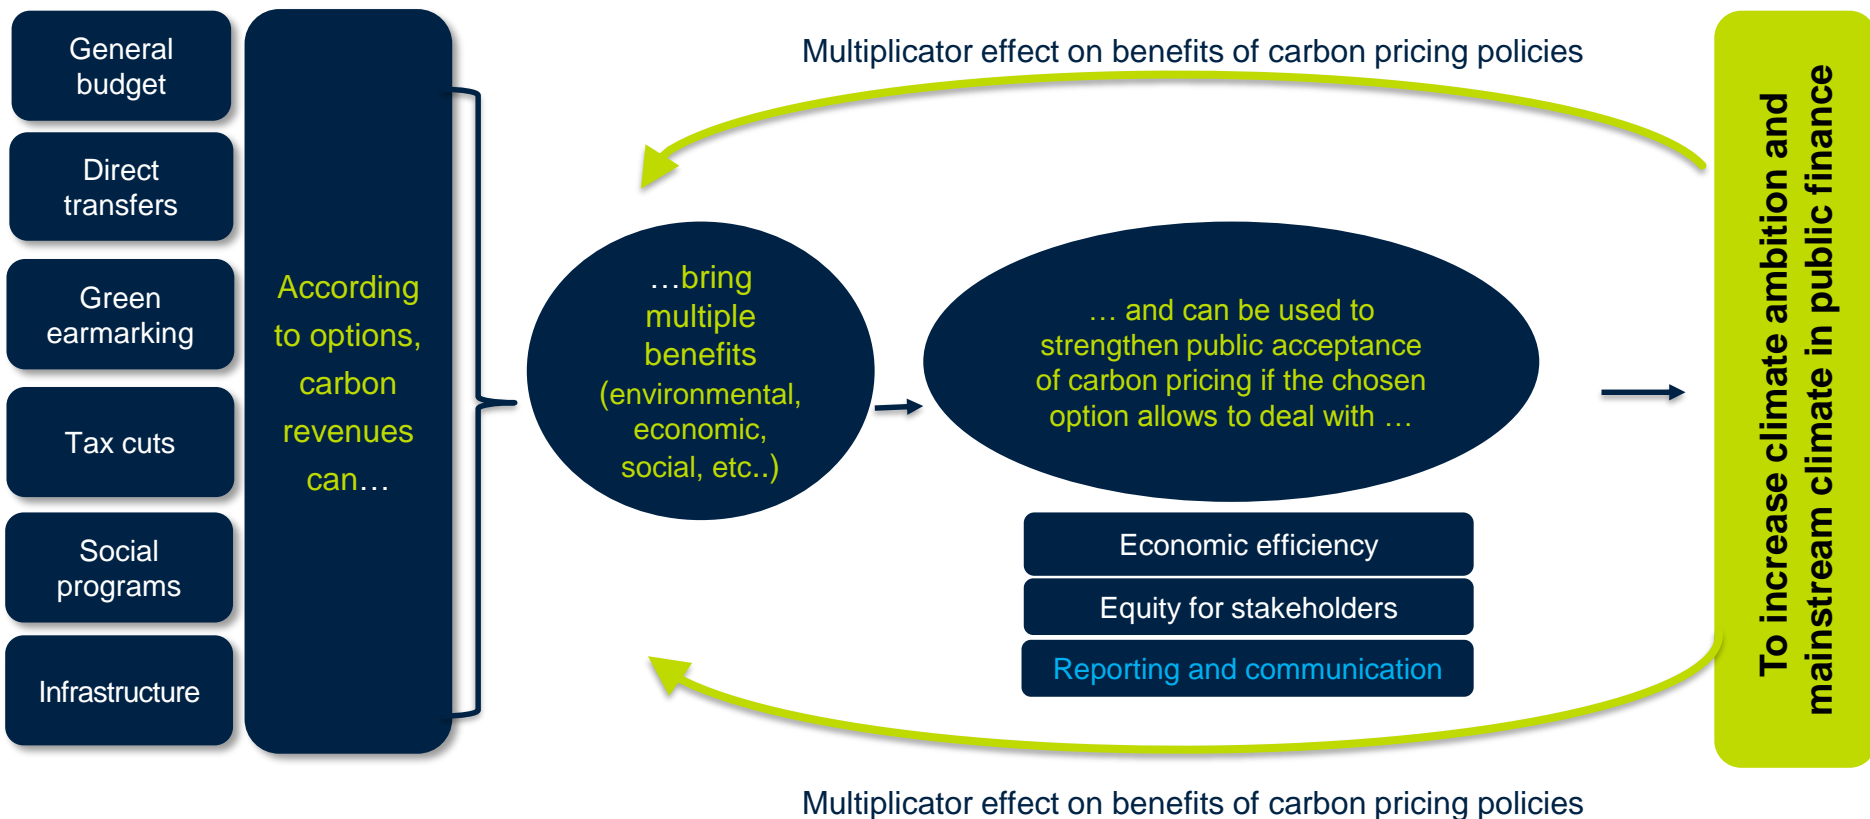 General
budget
Direct
transfers
Green
earmarking
Tax cuts
Social
programs
Infrastructure
According
to options,
carbon
revenues
can…
Multiplicator effect on benefits of carbon pricing policies
…bring
multiple
benefits
(environmental,
economic,
social, etc..)
… and can be used to
strengthen public acceptance
of carbon pricing if the chosen
option allows to deal with …
Economic efficiency
Equity for stakeholders
Reporting and communication
Multiplicator effect on benefits of carbon pricing policies
To increase climate ambition and
mainstream climate in public finance